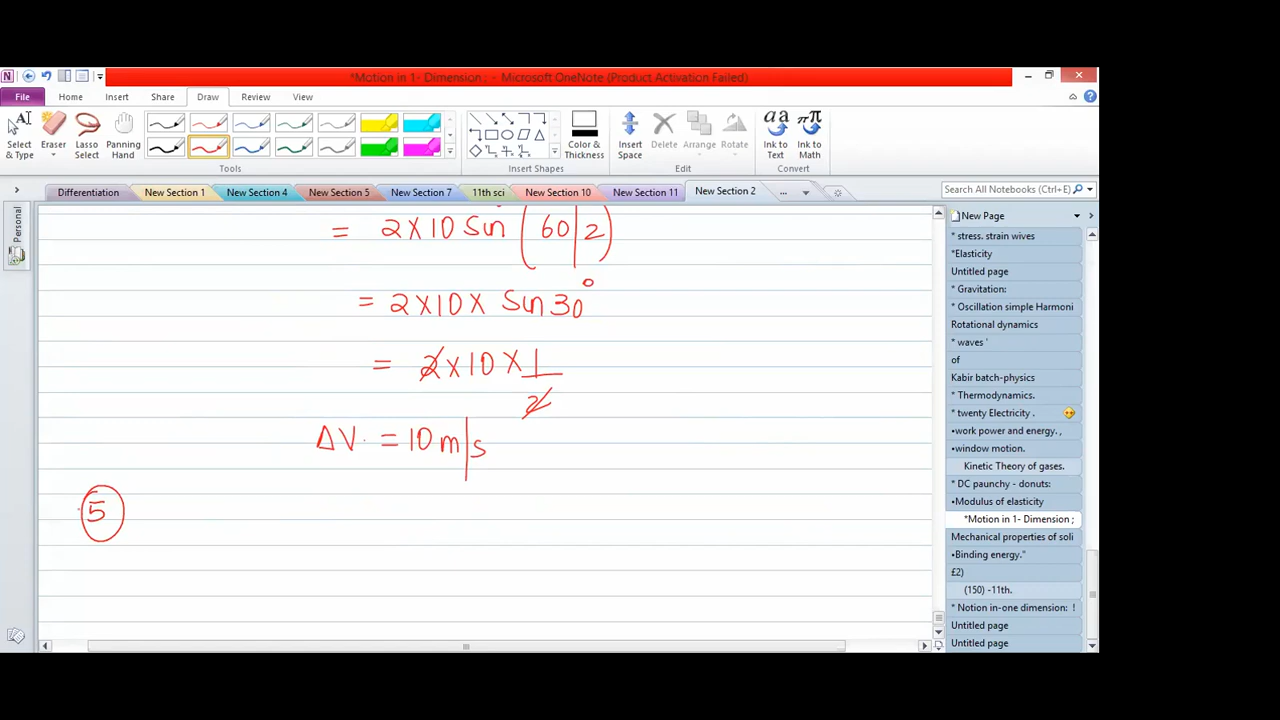 *Motion in 1- Dimension ; - Microsoft OneNote (Product Activation Failed)
File Home Insert Share Draw Review View
Select & Type
Eraser
Lasso Select
Panning Hand
Color & Thickness
Insert Space
Delete
Arrange
Rotate
Ink to Text
Ink to Math
Tools
Insert Shapes
Edit
Convert
Differentiation New Section 1 New Section 4 New Section 5 New Section 7 11th sci New Section 10 New Section 11 New Section 2 ...
Search All Notebooks (Ctrl+E)
Personal
= 2×10 Sin (60/2)
= 2×10× Sin 30°
= 2×10×1/2
ΔV = 10 m/s
5
New Page
* stress. strain wives
*Elasticity
Untitled page
* Gravitation:
* Oscillation simple Harmoni
Rotational dynamics
* waves '
of
Kabir batch-physics
* Thermodynamics.
* twenty Electricity .
•work power and energy. ,
•window motion.
Kinetic Theory of gases.
* DC paunchy - donuts:
•Modulus of elasticity
*Motion in 1- Dimension ;
Mechanical properties of soli
•Binding energy."
£2)
(150) -11th.
* Notion in-one dimension: !
Untitled page
Untitled page